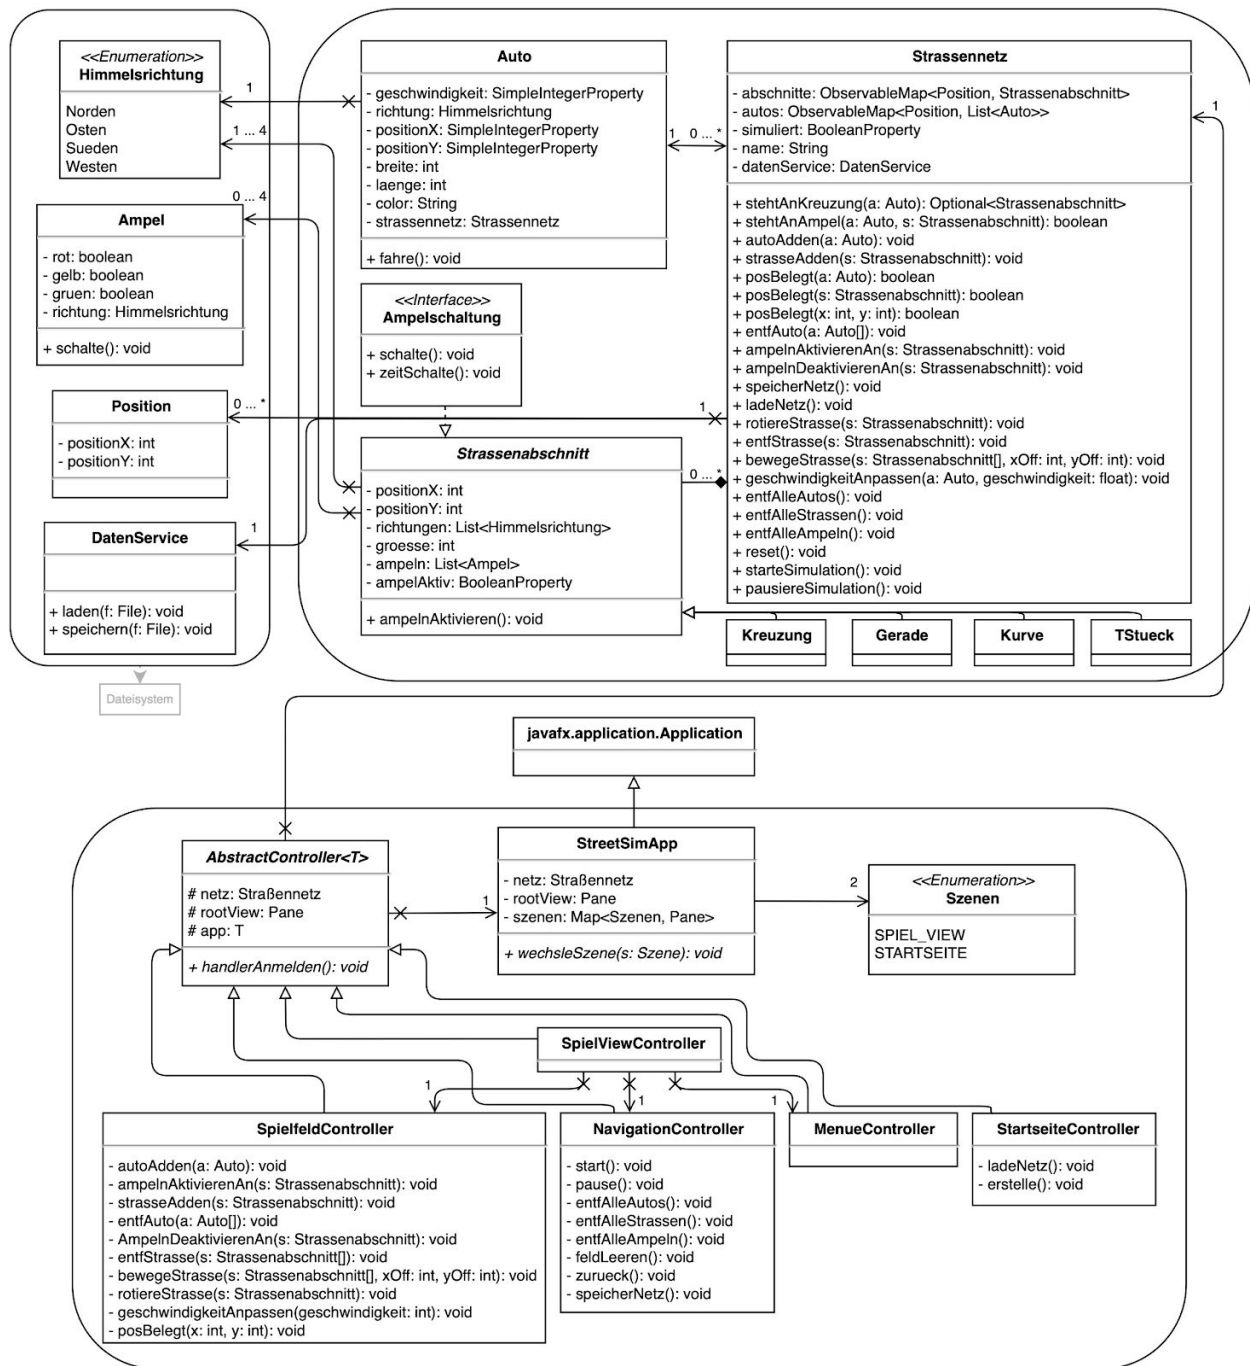 <<Enumeration>>
Himmelsrichtung
Norden
Osten
Sueden
Westen
1
1 ... 4
0 ... 4
Ampel
- rot: boolean
- gelb: boolean
- gruen: boolean
- richtung: Himmelsrichtung
+ schalte(): void
Position
- positionX: int
- positionY: int
0 ... *
1
DatenService
+ laden(f: File): void
+ speichern(f: File): void
1
Dateisystem
Auto
- geschwindigkeit: SimpleIntegerProperty
- richtung: Himmelsrichtung
- positionX: SimpleIntegerProperty
- positionY: SimpleIntegerProperty
- breite: int
- laenge: int
- color: String
- strassennetz: Strassennetz
+ fahre(): void
1
0 ... *
<<Interface>>
Ampelschaltung
+ schalte(): void
+ zeitSchalte(): void
Strassenabschnitt
- positionX: int
- positionY: int
- richtungen: List<Himmelsrichtung>
- groesse: int
- ampeln: List<Ampel>
- ampelAktiv: BooleanProperty
+ ampelnAktivieren(): void
0 ... *
Strassennetz
- abschnitte: ObservableMap<Position, Strassenabschnitt>
- autos: ObservableMap<Position, List<Auto>>
- simuliert: BooleanProperty
- name: String
- datenService: DatenService
+ stehtAnKreuzung(a: Auto): Optional<Strassenabschnitt>
+ stehtAnAmpel(a: Auto, s: Strassenabschnitt): boolean
+ autoAdden(a: Auto): void
+ strasseAdden(s: Strassenabschnitt): void
+ posBelegt(a: Auto): boolean
+ posBelegt(s: Strassenabschnitt): boolean
+ posBelegt(x: int, y: int): boolean
+ entfAuto(a: Auto[]): void
+ ampelnAktivierenAn(s: Strassenabschnitt): void
+ ampelnDeaktivierenAn(s: Strassenabschnitt): void
+ speicherNetz(): void
+ ladeNetz(): void
+ rotiereStrasse(s: Strassenabschnitt): void
+ entfStrasse(s: Strassenabschnitt): void
+ bewegeStrasse(s: Strassenabschnitt[], xOff: int, yOff: int): void
+ geschwindigkeitAnpassen(a: Auto, geschwindigkeit: float): void
+ entfAlleAutos(): void
+ entfAlleStrassen(): void
+ entfAlleAmpeln(): void
+ reset(): void
+ starteSimulation(): void
+ pausiereSimulation(): void
1
Kreuzung
Gerade
Kurve
TStueck
javafx.application.Application
AbstractController<T>
# netz: Straßennetz
# rootView: Pane
# app: T
+ handlerAnmelden(): void
1
StreetSimApp
- netz: Straßennetz
- rootView: Pane
- szenen: Map<Szenen, Pane>
+ wechsleSzene(s: Szene): void
2
<<Enumeration>>
Szenen
SPIEL_VIEW
STARTSEITE
SpielViewController
1
1
1
SpielfeldController
- autoAdden(a: Auto): void
- ampelnAktivierenAn(s: Strassenabschnitt): void
- strasseAdden(s: Strassenabschnitt): void
- entfAuto(a: Auto[]): void
- AmpelnDeaktivierenAn(s: Strassenabschnitt): void
- entfStrasse(s: Strassenabschnitt[]): void
- bewegeStrasse(s: Strassenabschnitt[], xOff: int, yOff: int): void
- rotiereStrasse(s: Strassenabschnitt): void
- geschwindigkeitAnpassen(geschwindigkeit: int): void
- posBelegt(x: int, y: int): void
NavigationController
- start(): void
- pause(): void
- entfAlleAutos(): void
- entfAlleStrassen(): void
- entfAlleAmpeln(): void
- feldLeeren(): void
- zurueck(): void
- speicherNetz(): void
MenueController
StartseiteController
- ladeNetz(): void
- erstelle(): void